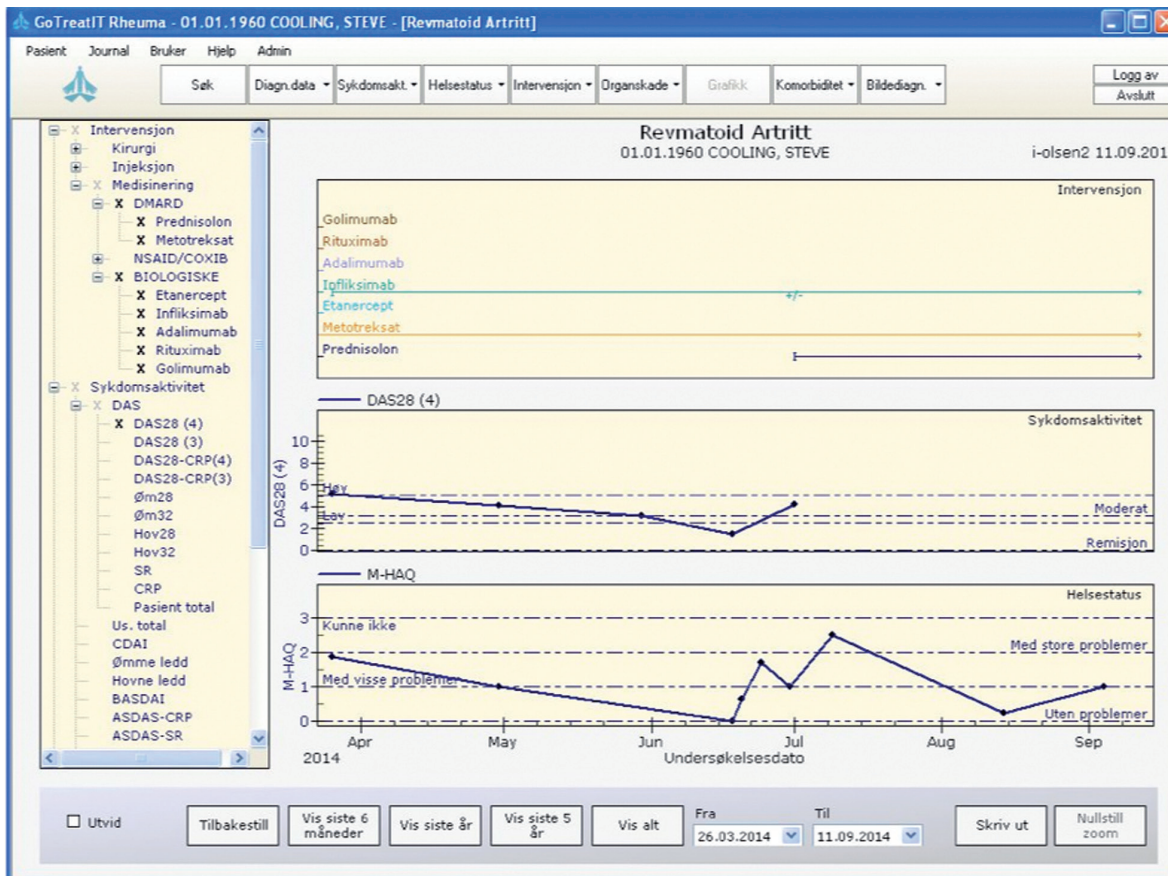 GoTreatIT Rheuma - 01.01.1960 COOLING, STEVE - [Revmatoid Artritt]
Pasient Journal Bruker Hjelp Admin
Søk Diagn.data Sykdomsakt. Helsestatus Intervensjon Organskade Grafikk Komorbiditet Bildediagn.
Logg av
Avslutt
X Intervensjon
Kirurgi
Injeksjon
X Medisinering
X DMARD
X Prednisolon
X Metotreksat
NSAID/COXIB
X BIOLOGISKE
X Etanercept
X Infliksimab
X Adalimumab
X Rituximab
X Golimumab
X Sykdomsaktivitet
X DAS
X DAS28 (4)
DAS28 (3)
DAS28-CRP(4)
DAS28-CRP(3)
Øm28
Øm32
Hov28
Hov32
SR
CRP
Pasient total
Us. total
CDAI
Ømme ledd
Hovne ledd
BASDAI
ASDAS-CRP
ASDAS-SR
Revmatoid Artritt
01.01.1960 COOLING, STEVE
i-olsen2 11.09.201
Intervensjon
Golimumab
Rituximab
Adalimumab
Infliksimab
+/-
Etanercept
Metotreksat
Prednisolon
DAS28 (4)
Sykdomsaktivitet
DAS28 (4)
10
8
6
4
2
0
Høy
Lav
Moderat
Remisjon
M-HAQ
Helsestatus
M-HAQ
3
2
1
0
Kunne ikke
Med store problemer
Med visse problemer
Uten problemer
Apr May Jun Jul Aug Sep
2014
Undersøkelsesdato
Utvid
Tilbakestill
Vis siste 6
måneder
Vis siste år
Vis siste 5
år
Vis alt
Fra
26.03.2014
Til
11.09.2014
Skriv ut
Nullstill
zoom